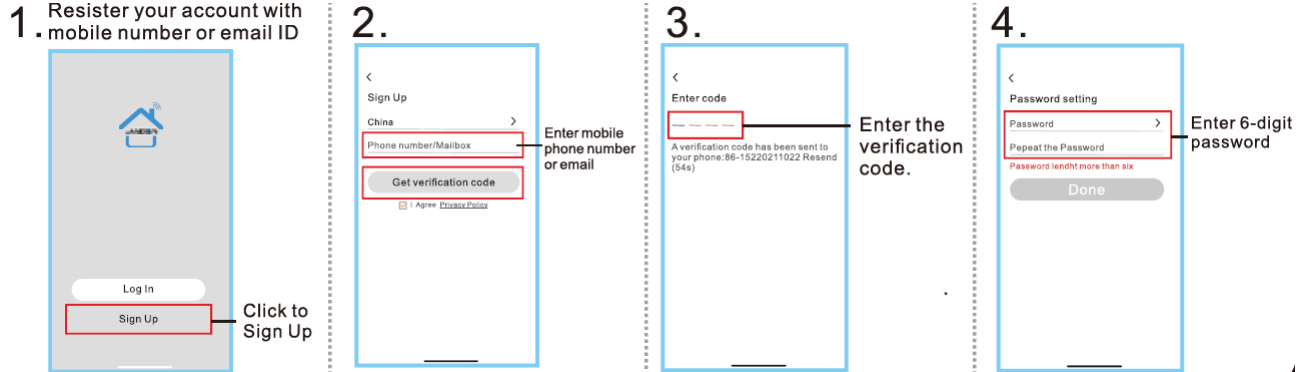 1. Resister your account with
mobile number or email ID
Log In
Sign Up
Click to
Sign Up
2.
<
Sign Up
China >
Phone number/Mailbox
Get verification code
I Agree Privacy Policy
Enter mobile
phone number
or email
3.
<
Enter code
A verification code has been sent to
your phone:86-15220211022 Resend
(54s)
Enter the
verification
code.
4.
<
Password setting
Password >
Pepeat the Password
Password lendht more than six
Done
Enter 6-digit
password